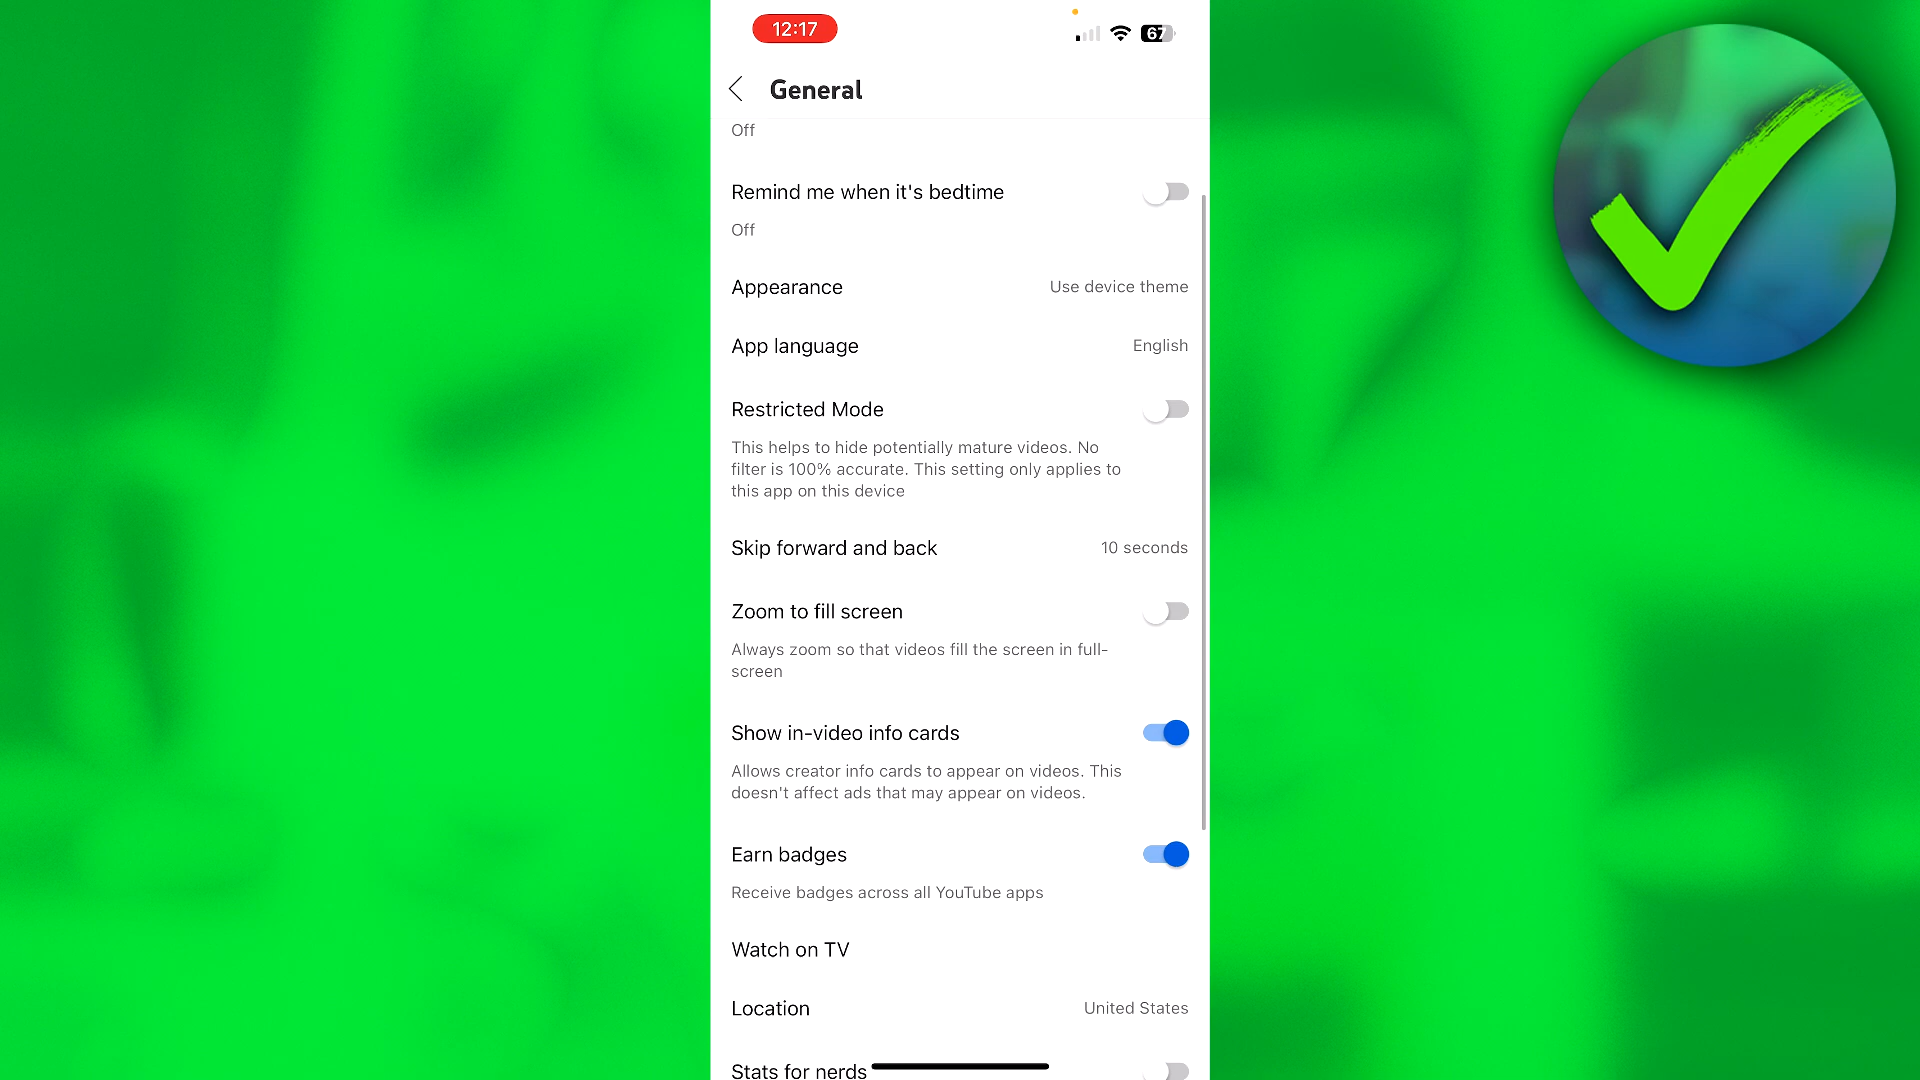 12:17
67
General
Off
Remind me when it's bedtime
Off
Appearance
Use device theme
App language
English
Restricted Mode
This helps to hide potentially mature videos. No
filter is 100% accurate. This setting only applies to
this app on this device
Skip forward and back
10 seconds
Zoom to fill screen
Always zoom so that videos fill the screen in full-
screen
Show in-video info cards
Allows creator info cards to appear on videos. This
doesn't affect ads that may appear on videos.
Earn badges
Receive badges across all YouTube apps
Watch on TV
Location
United States
Stats for nerds